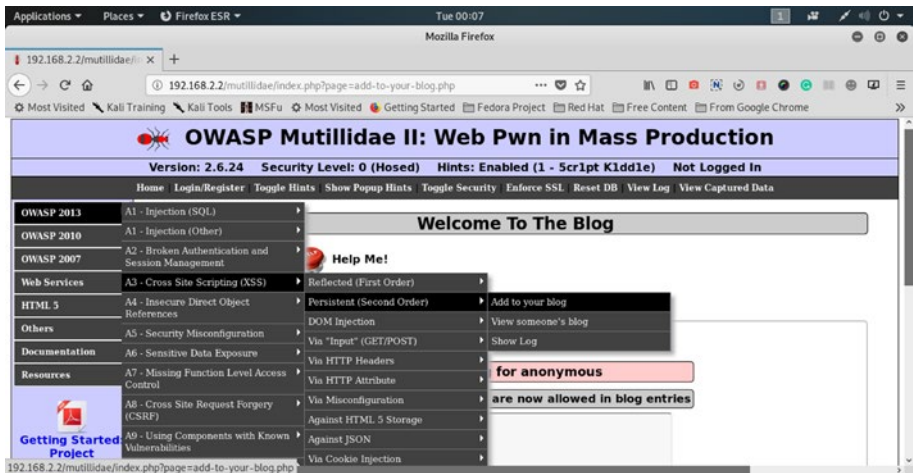 Applications Places Firefox ESR Tue 00:07 1
Mozilla Firefox
192.168.2.2/mutillidae/i
192.168.2.2/mutillidae/index.php?page=add-to-your-blog.php
Most Visited Kali Training Kali Tools MSFu Most Visited Getting Started Fedora Project Red Hat Free Content From Google Chrome
OWASP Mutillidae II: Web Pwn in Mass Production
Version: 2.6.24 Security Level: 0 (Hosed) Hints: Enabled (1 - 5cr1pt K1dd1e) Not Logged In
Home Login/Register Toggle Hints Show Popup Hints Toggle Security Enforce SSL Reset DB View Log View Captured Data
OWASP 2013
OWASP 2010
OWASP 2007
Web Services
HTML 5
Others
Documentation
Resources
Getting Started:
Project
A1 - Injection (SQL)
A1 - Injection (Other)
A2 - Broken Authentication and
Session Management
A3 - Cross Site Scripting (XSS)
A4 - Insecure Direct Object
References
A5 - Security Misconfiguration
A6 - Sensitive Data Exposure
A7 - Missing Function Level Access
Control
A8 - Cross Site Request Forgery
(CSRF)
A9 - Using Components with Known
Vulnerabilities
Reflected (First Order)
Persistent (Second Order)
DOM Injection
Via "Input" (GET/POST)
Via HTTP Headers
Via HTTP Attribute
Via Misconfiguration
Against HTML 5 Storage
Against JSON
Via Cookie Injection
Add to your blog
View someone's blog
Show Log
Welcome To The Blog
Help Me!
for anonymous
are now allowed in blog entries
192.168.2.2/mutillidae/index.php?page=add-to-your-blog.php